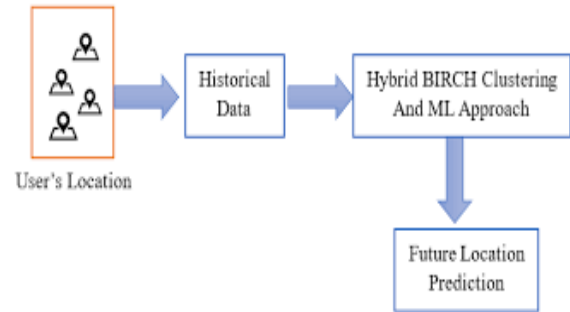 Historical
Data
Hybrid BIRCH Clustering
And ML Approach
User's Location
Future Location
Prediction